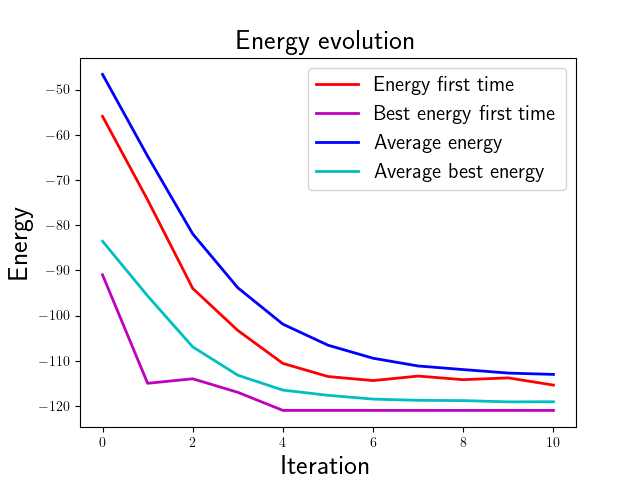 Energy evolution
Energy first time
Best energy first time
Average energy
Average best energy
Energy
−50
−60
−70
−80
−90
−100
−110
−120
0 2 4 6 8 10
Iteration